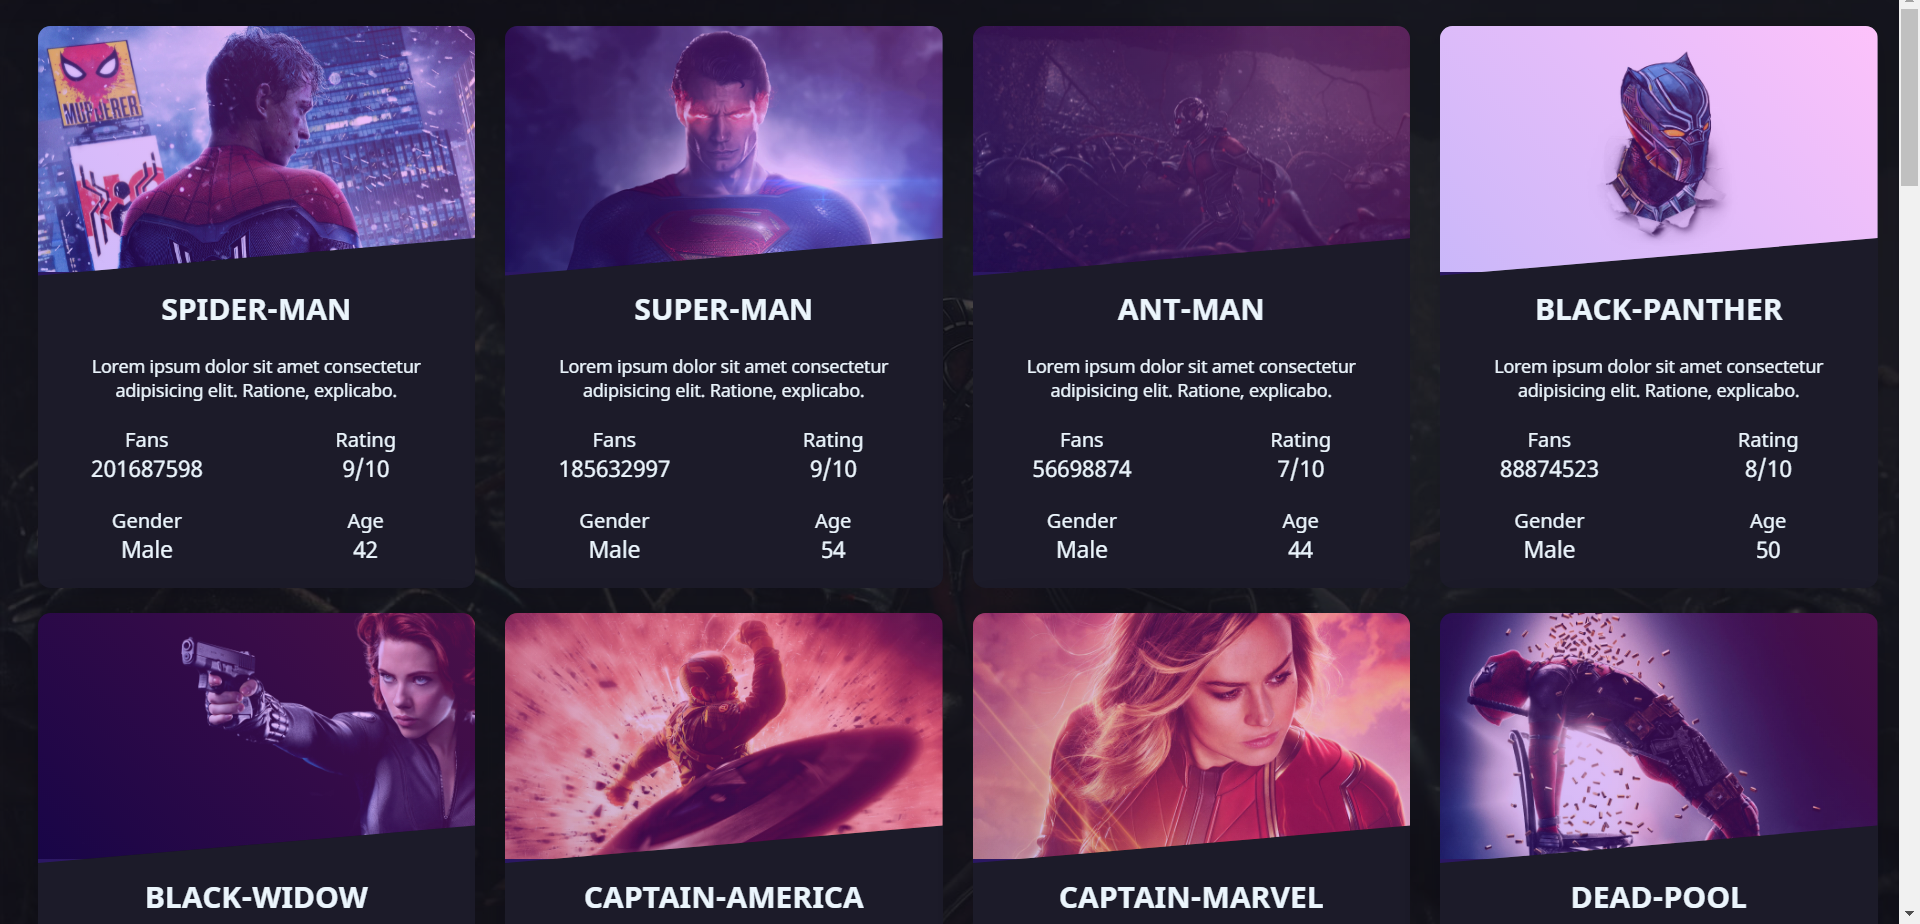 MURDERER
SPIDER-MAN
Lorem ipsum dolor sit amet consectetur
adipisicing elit. Ratione, explicabo.
Fans
201687598
Rating
9/10
Gender
Male
Age
42
SUPER-MAN
Lorem ipsum dolor sit amet consectetur
adipisicing elit. Ratione, explicabo.
Fans
185632997
Rating
9/10
Gender
Male
Age
54
ANT-MAN
Lorem ipsum dolor sit amet consectetur
adipisicing elit. Ratione, explicabo.
Fans
56698874
Rating
7/10
Gender
Male
Age
44
BLACK-PANTHER
Lorem ipsum dolor sit amet consectetur
adipisicing elit. Ratione, explicabo.
Fans
88874523
Rating
8/10
Gender
Male
Age
50
BLACK-WIDOW
CAPTAIN-AMERICA
CAPTAIN-MARVEL
DEAD-POOL